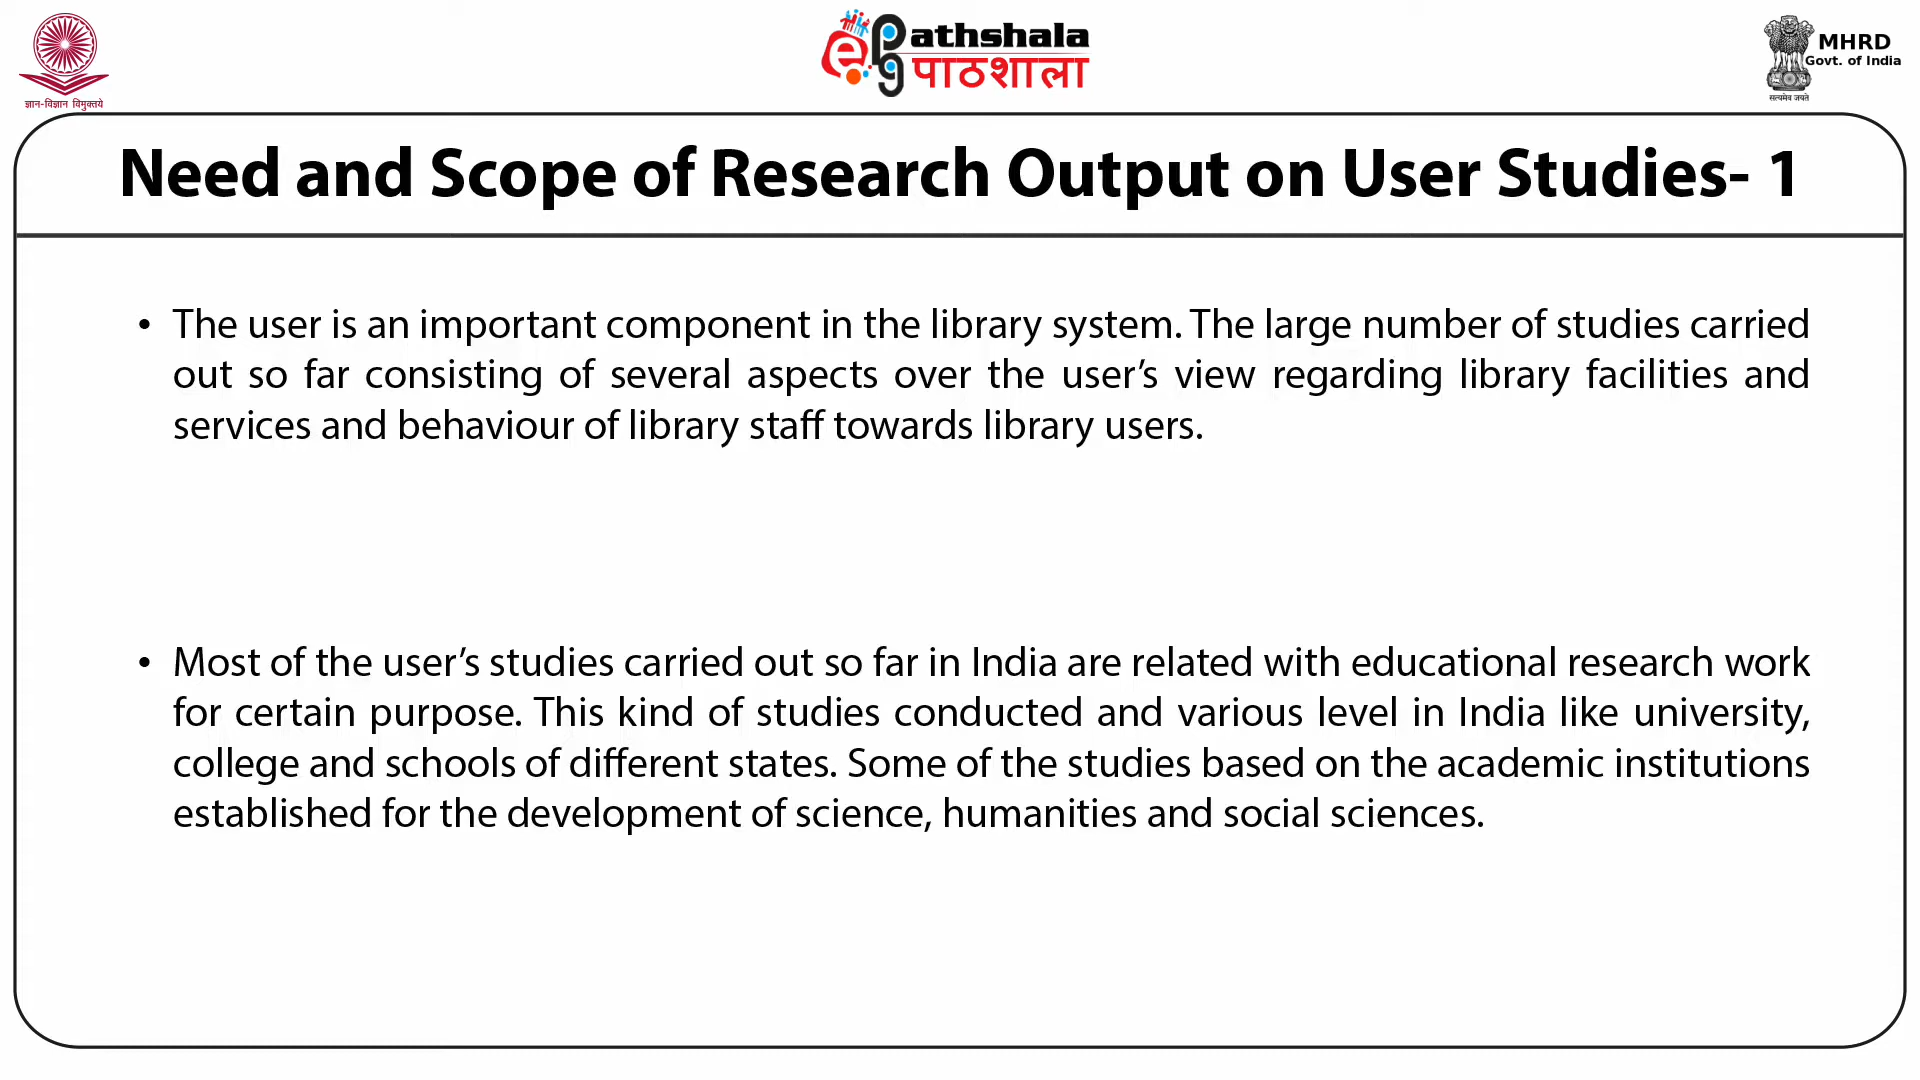 ज्ञान-विज्ञान विमुक्तये
e Pg athshala
पाठशाला
MHRD
Govt. of India
सत्यमेव जयते
Need and Scope of Research Output on User Studies- 1
• The user is an important component in the library system. The large number of studies carried
out so far consisting of several aspects over the user’s view regarding library facilities and
services and behaviour of library staff towards library users.
• Most of the user’s studies carried out so far in India are related with educational research work
for certain purpose. This kind of studies conducted and various level in India like university,
college and schools of different states. Some of the studies based on the academic institutions
established for the development of science, humanities and social sciences.